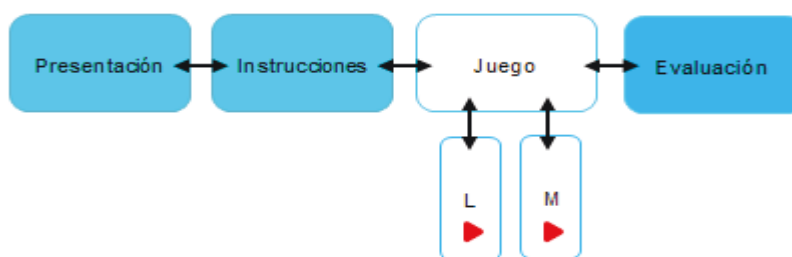 Presentación
Instrucciones
Juego
Evaluación
L
M